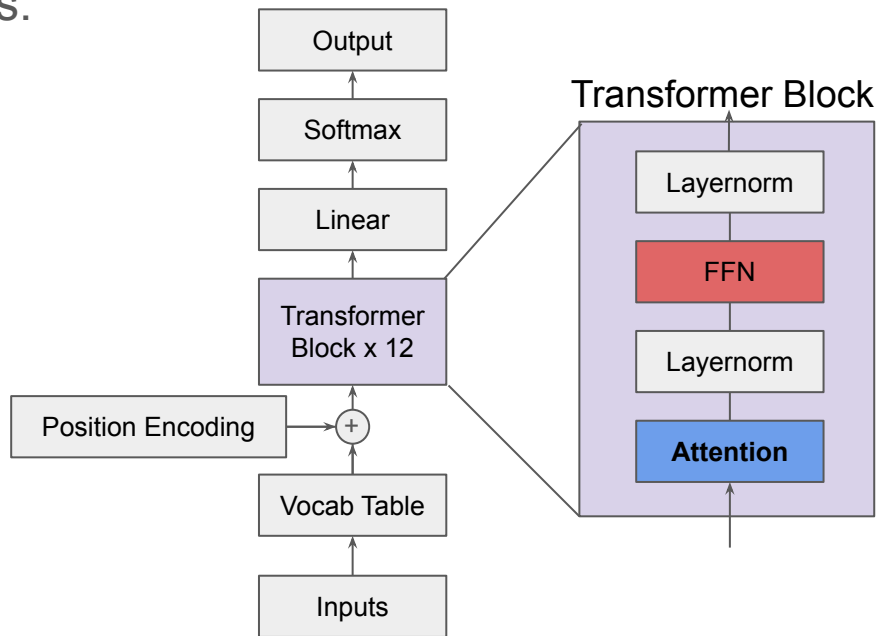 s.
Output
Softmax
Linear
Transformer
Block x 12
Position Encoding
+
Vocab Table
Inputs
Transformer Block
Layernorm
FFN
Layernorm
Attention